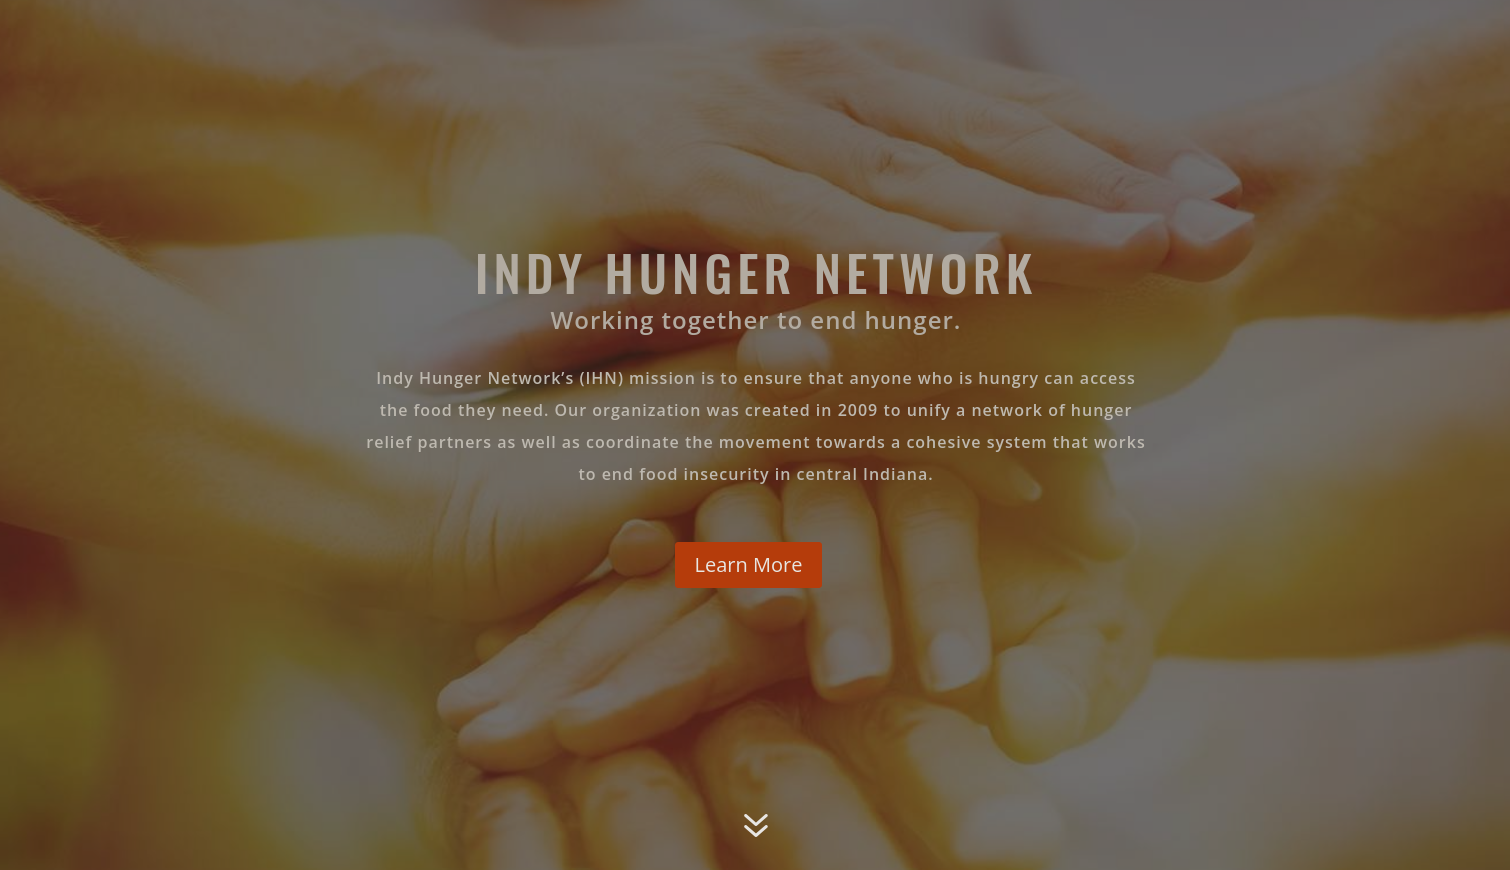 INDY HUNGER NETWORK
Working together to end hunger.
Indy Hunger Network’s (IHN) mission is to ensure that anyone who is hungry can access
the food they need. Our organization was created in 2009 to unify a network of hunger
relief partners as well as coordinate the movement towards a cohesive system that works
to end food insecurity in central Indiana.
Learn More